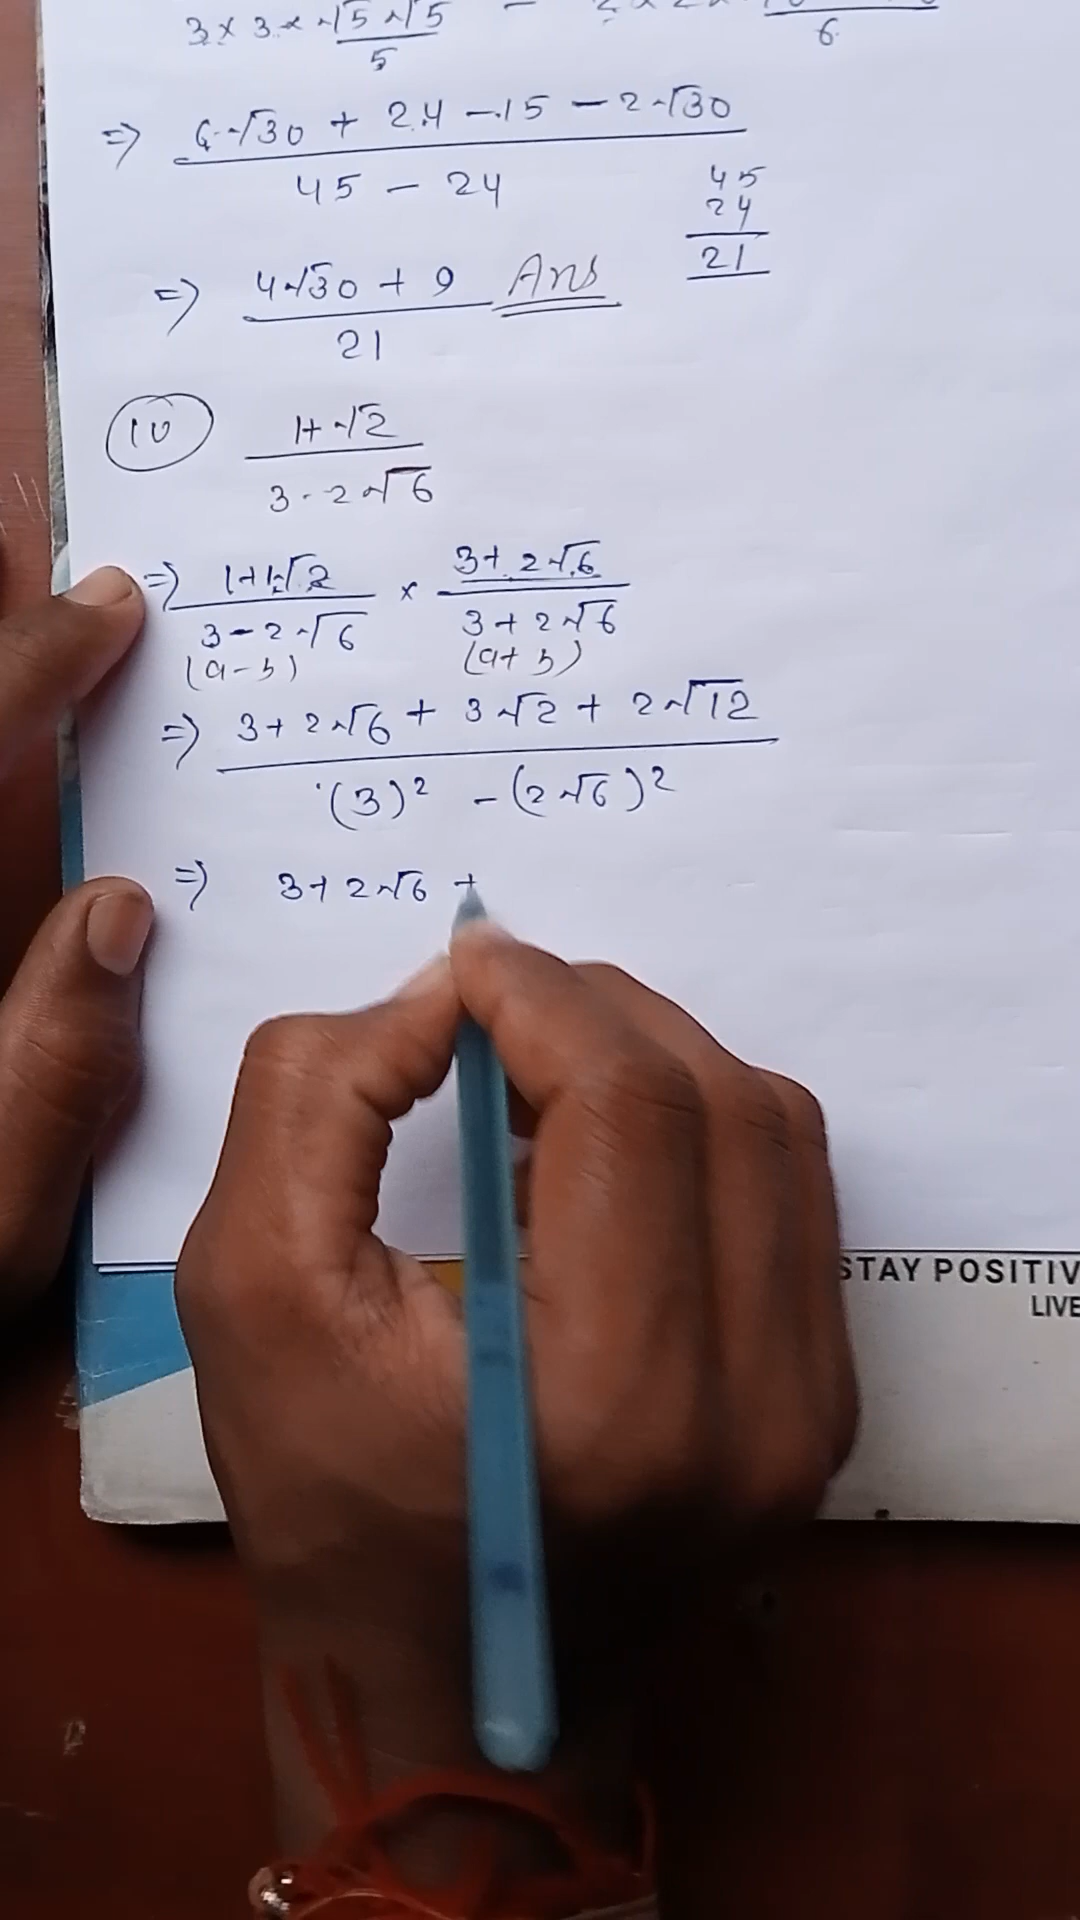 3 × 3 × √5 √5
5
6
⇒ 6√30 + 24 - 15 - 2√30
45 - 24
45
24
21
⇒ 4√30 + 9 Ans
21
(iv) 1+√2
3-2√6
⇒ 1+1√2 × 3+2√6
3-2√6 3+2√6
(a-b) (a+b)
⇒ 3+2√6 + 3√2 + 2√12
(3)² - (2√6)²
⇒ 3+2√6 +
STAY POSITIV
LIVE